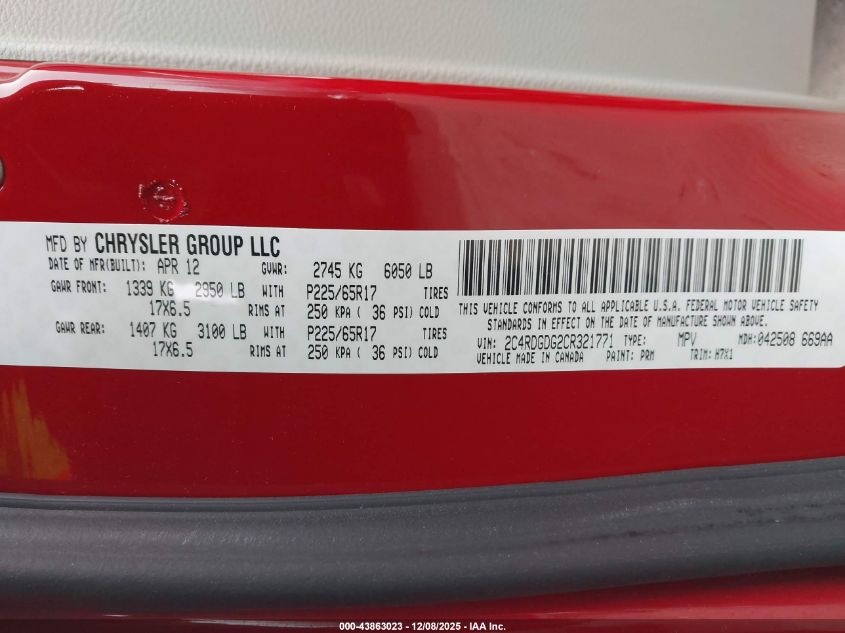 MFD BY CHRYSLER GROUP LLC
DATE OF MFR(BUILT): APR 12 GVWR: 2745 KG 6050 LB
GAWR FRONT: 1339 KG 2950 LB WITH P225/65R17 TIRES
17X6.5 RIMS AT 250 KPA ( 36 PSI) COLD
GAWR REAR: 1407 KG 3100 LB WITH P225/65R17 TIRES
17X6.5 RIMS AT 250 KPA ( 36 PSI) COLD
THIS VEHICLE CONFORMS TO ALL APPLICABLE U.S.A. FEDERAL MOTOR VEHICLE SAFETY
STANDARDS IN EFFECT ON THE DATE OF MANUFACTURE SHOWN ABOVE.
VIN: 2C4RDGDG2CR321771 TYPE: MPV MDH:042508 669AA
VEHICLE MADE IN CANADA PAINT: PRM TRIM: H7X1
000-43863023 - 12/08/2025 - IAA Inc.